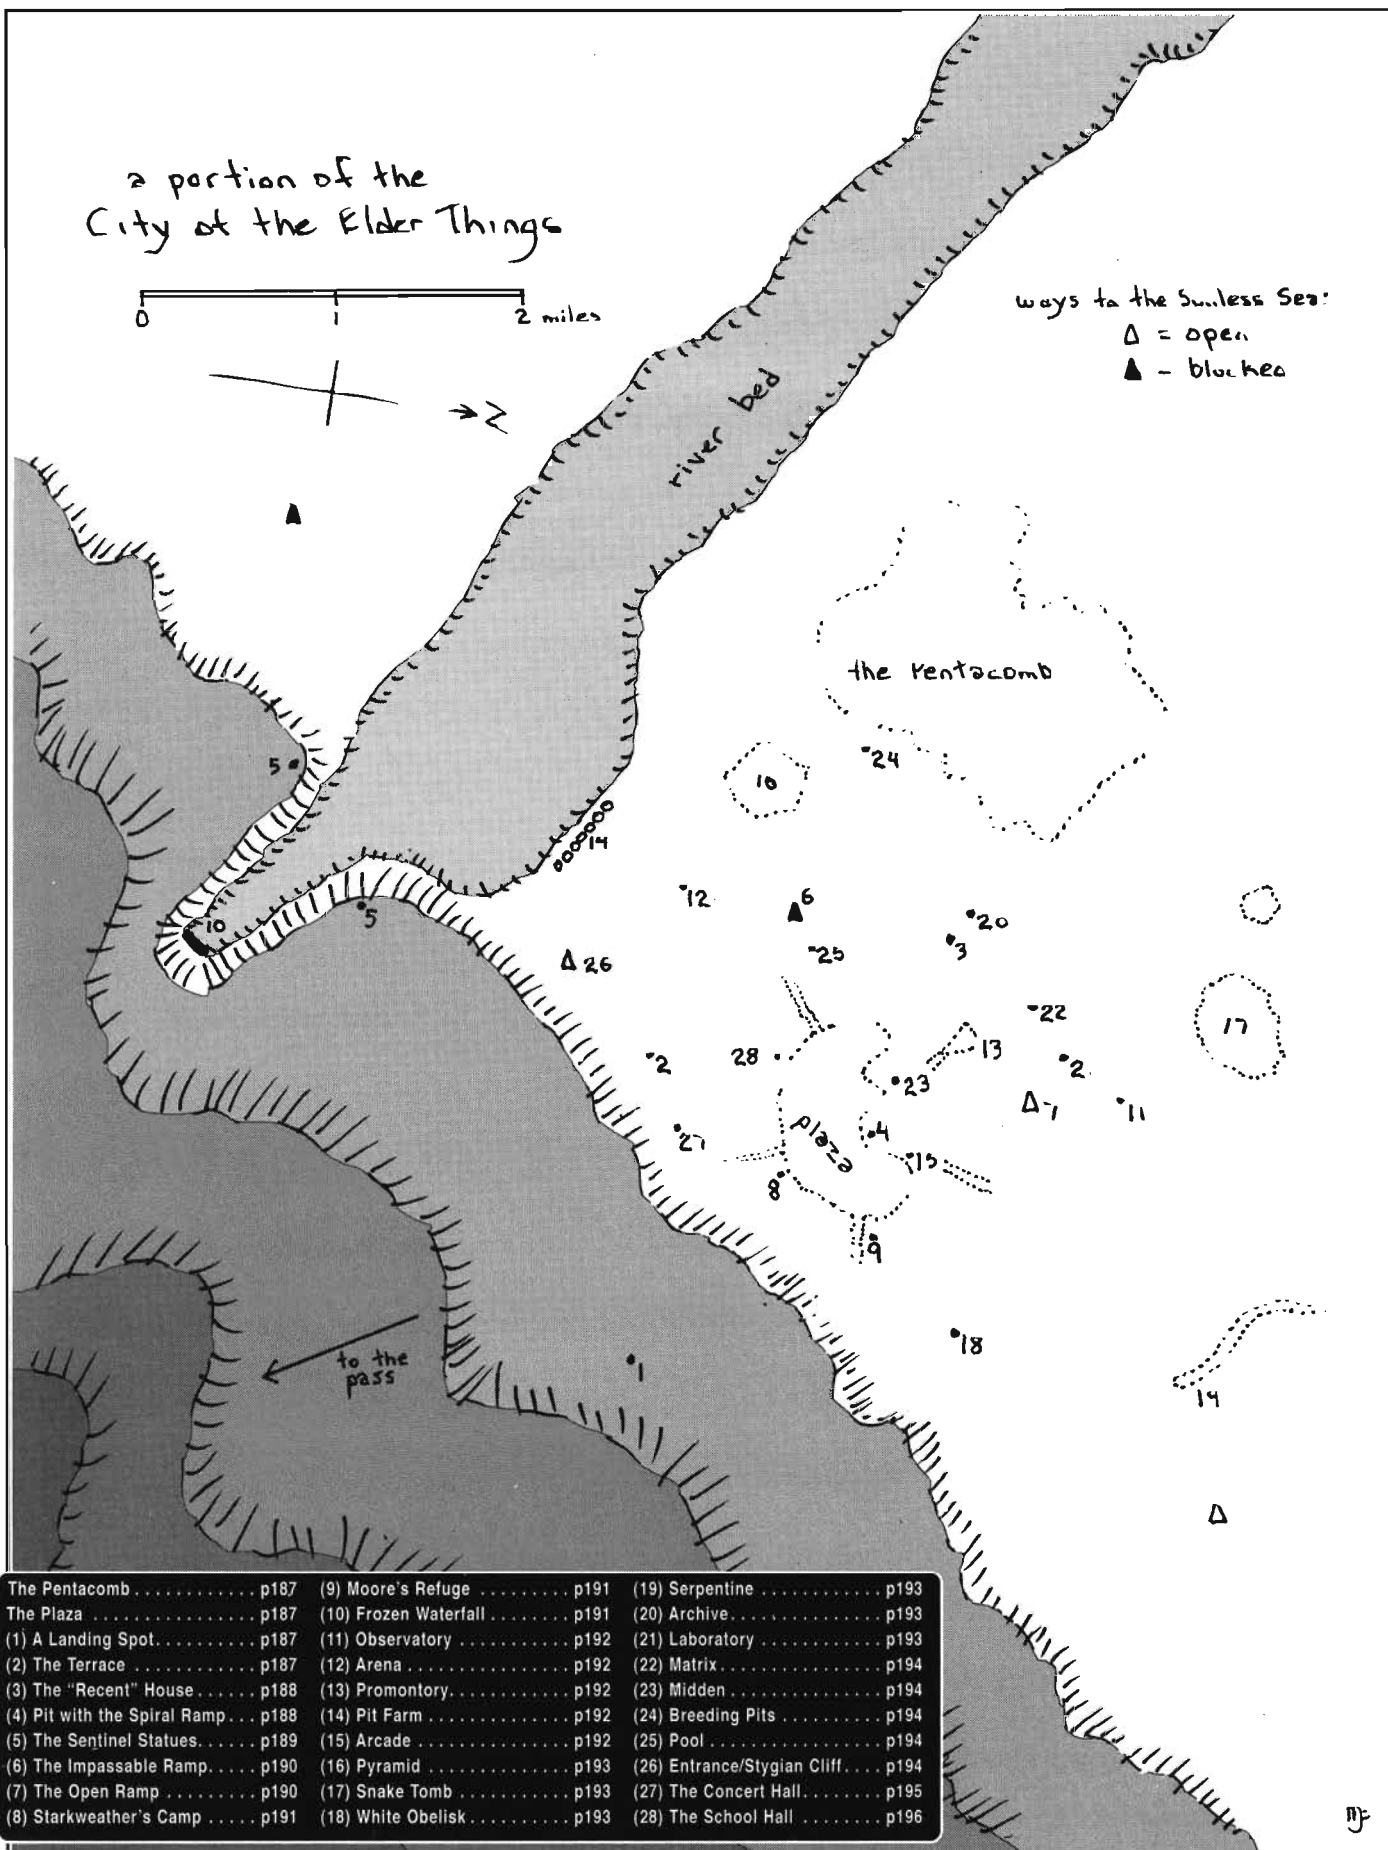 a portion of the
City of the Elder Things
0 1 2 miles
→ N
ways to the Sunless Sea:
△ = open
▲ - blocked
river bed
the Pentacomb
24
10
5
14
12
6
20
3
10
5
25
26
22
17
2
28
13
2
23
7
11
27
plaza
4
15
8
9
18
to the
pass
1
19
The Pentacomb . . . . . . . . . . . . p187
The Plaza . . . . . . . . . . . . . . . . p187
(1) A Landing Spot. . . . . . . . . . p187
(2) The Terrace . . . . . . . . . . . . p187
(3) The "Recent" House . . . . . . p188
(4) Pit with the Spiral Ramp . . . p188
(5) The Sentinel Statues. . . . . . p189
(6) The Impassable Ramp. . . . . p190
(7) The Open Ramp . . . . . . . . . p190
(8) Starkweather's Camp . . . . . p191
(9) Moore's Refuge . . . . . . . . . p191
(10) Frozen Waterfall . . . . . . . . p191
(11) Observatory . . . . . . . . . . . p192
(12) Arena . . . . . . . . . . . . . . . . p192
(13) Promontory. . . . . . . . . . . . p192
(14) Pit Farm . . . . . . . . . . . . . . p192
(15) Arcade . . . . . . . . . . . . . . . p192
(16) Pyramid . . . . . . . . . . . . . . p193
(17) Snake Tomb . . . . . . . . . . . p193
(18) White Obelisk . . . . . . . . . . p193
(19) Serpentine . . . . . . . . . . . . p193
(20) Archive. . . . . . . . . . . . . . . p193
(21) Laboratory . . . . . . . . . . . . p193
(22) Matrix . . . . . . . . . . . . . . . . p194
(23) Midden . . . . . . . . . . . . . . . p194
(24) Breeding Pits . . . . . . . . . . p194
(25) Pool . . . . . . . . . . . . . . . . . p194
(26) Entrance/Stygian Cliff . . . . p194
(27) The Concert Hall. . . . . . . . p195
(28) The School Hall . . . . . . . . p196